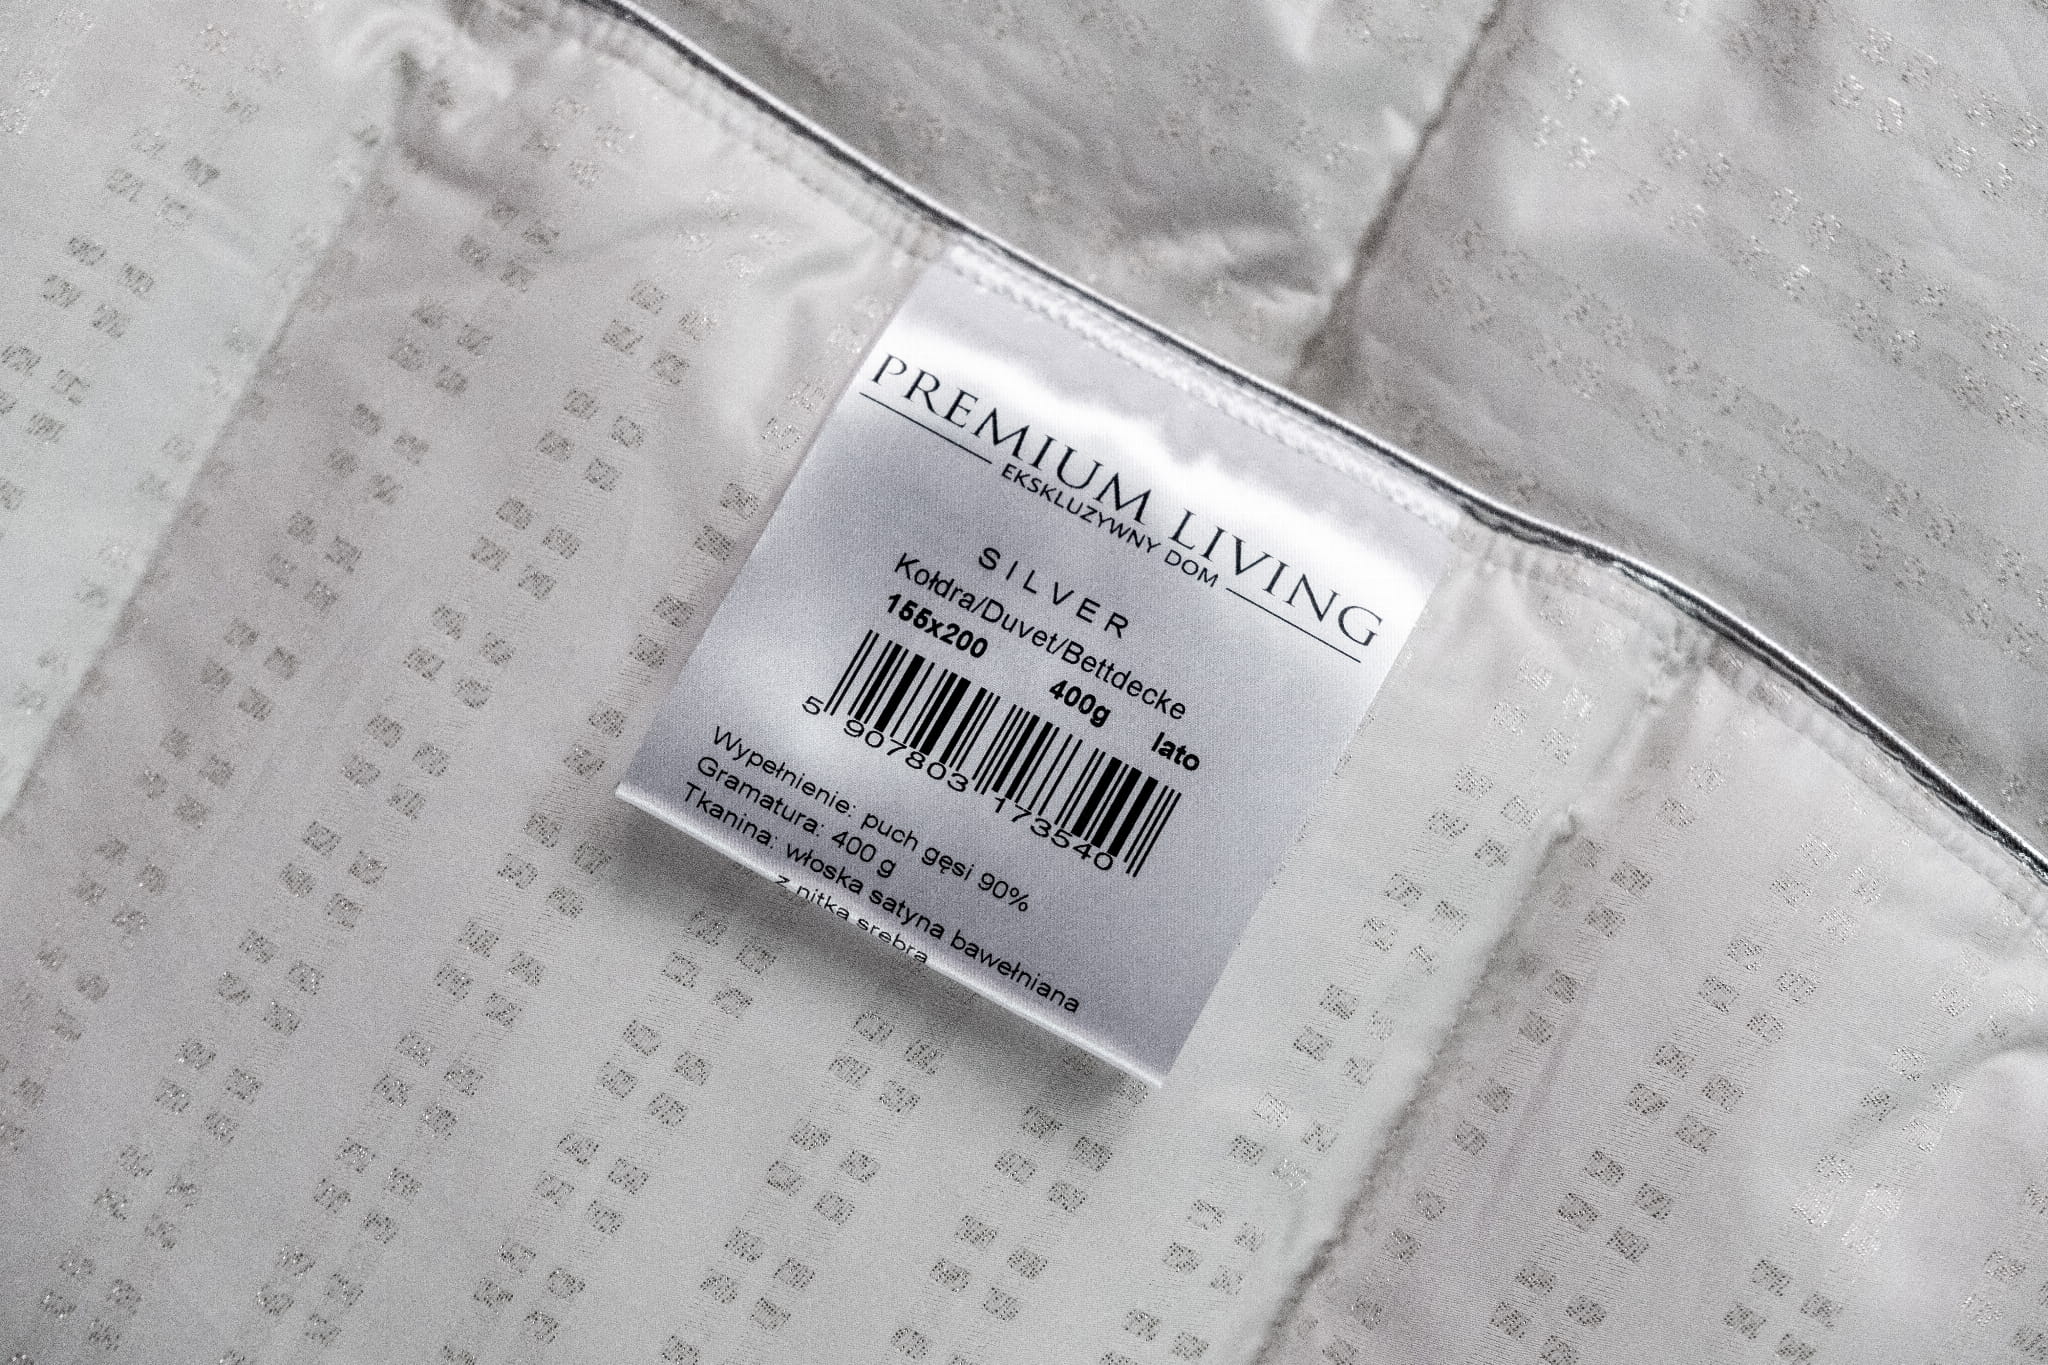 PREMIUM LIVING
EKSKLUZYWNY DOM
SILVER
Kołdra/Duvet/Bettdecke
155x200 400g lato
5 907803 173540
Wypełnienie: puch gęsi 90%
Gramatura: 400 g
Tkanina: włoska satyna bawełniana
z nitką srebrą